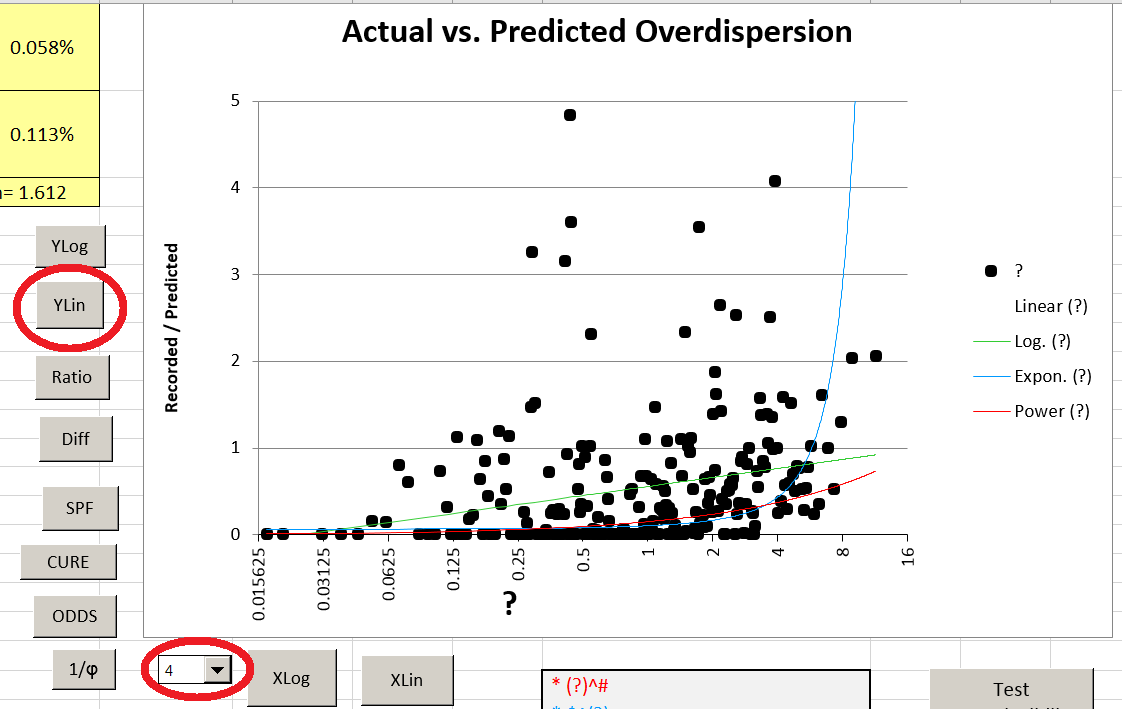 Actual vs. Predicted Overdispersion
0.058%
0.113%
= 1.612
YLog
YLin
Ratio
Diff
SPF
CURE
ODDS
1/φ
4
XLog
XLin
Recorded / Predicted
5
4
3
2
1
0
0.015625
0.03125
0.0625
0.125
0.25
0.5
1
2
4
8
16
?
?
Linear (?)
Log. (?)
Expon. (?)
Power (?)
* (?)^#
Test